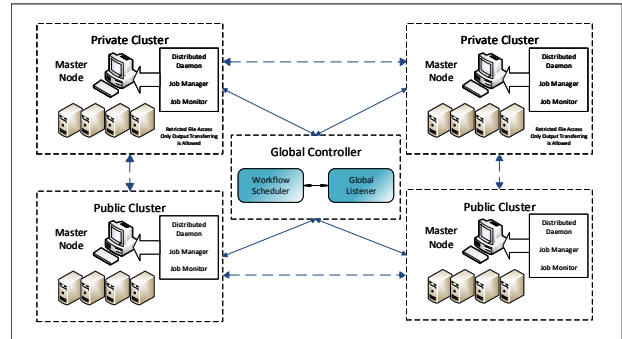 Private Cluster
Master
Node
Distributed
Daemon
Job Manager
Job Monitor
Retricted File Access
Only Output Transferring
is Allowed
Private Cluster
Master
Node
Distributed
Daemon
Job Manager
Job Monitor
Retricted File Access
Only Output Transferring
is Allowed
Global Controller
Workflow
Scheduler
Global
Listener
Public Cluster
Master
Node
Distributed
Daemon
Job Manager
Job Monitor
Public Cluster
Master
Node
Distributed
Daemon
Job Manager
Job Monitor